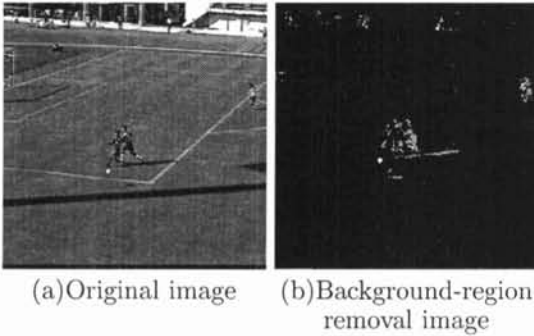 (a)Original image
(b)Background-region
removal image